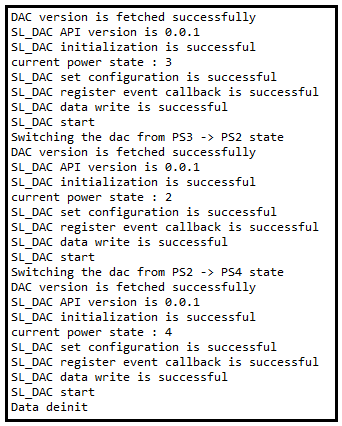 DAC version is fetched successfully
SL_DAC API version is 0.0.1
SL_DAC initialization is successful
current power state : 3
SL_DAC set configuration is successful
SL_DAC register event callback is successful
SL_DAC data write is successful
SL_DAC start
Switching the dac from PS3 -> PS2 state
DAC version is fetched successfully
SL_DAC API version is 0.0.1
SL_DAC initialization is successful
current power state : 2
SL_DAC set configuration is successful
SL_DAC register event callback is successful
SL_DAC data write is successful
SL_DAC start
Switching the dac from PS2 -> PS4 state
DAC version is fetched successfully
SL_DAC API version is 0.0.1
SL_DAC initialization is successful
current power state : 4
SL_DAC set configuration is successful
SL_DAC register event callback is successful
SL_DAC data write is successful
SL_DAC start
Data deinit